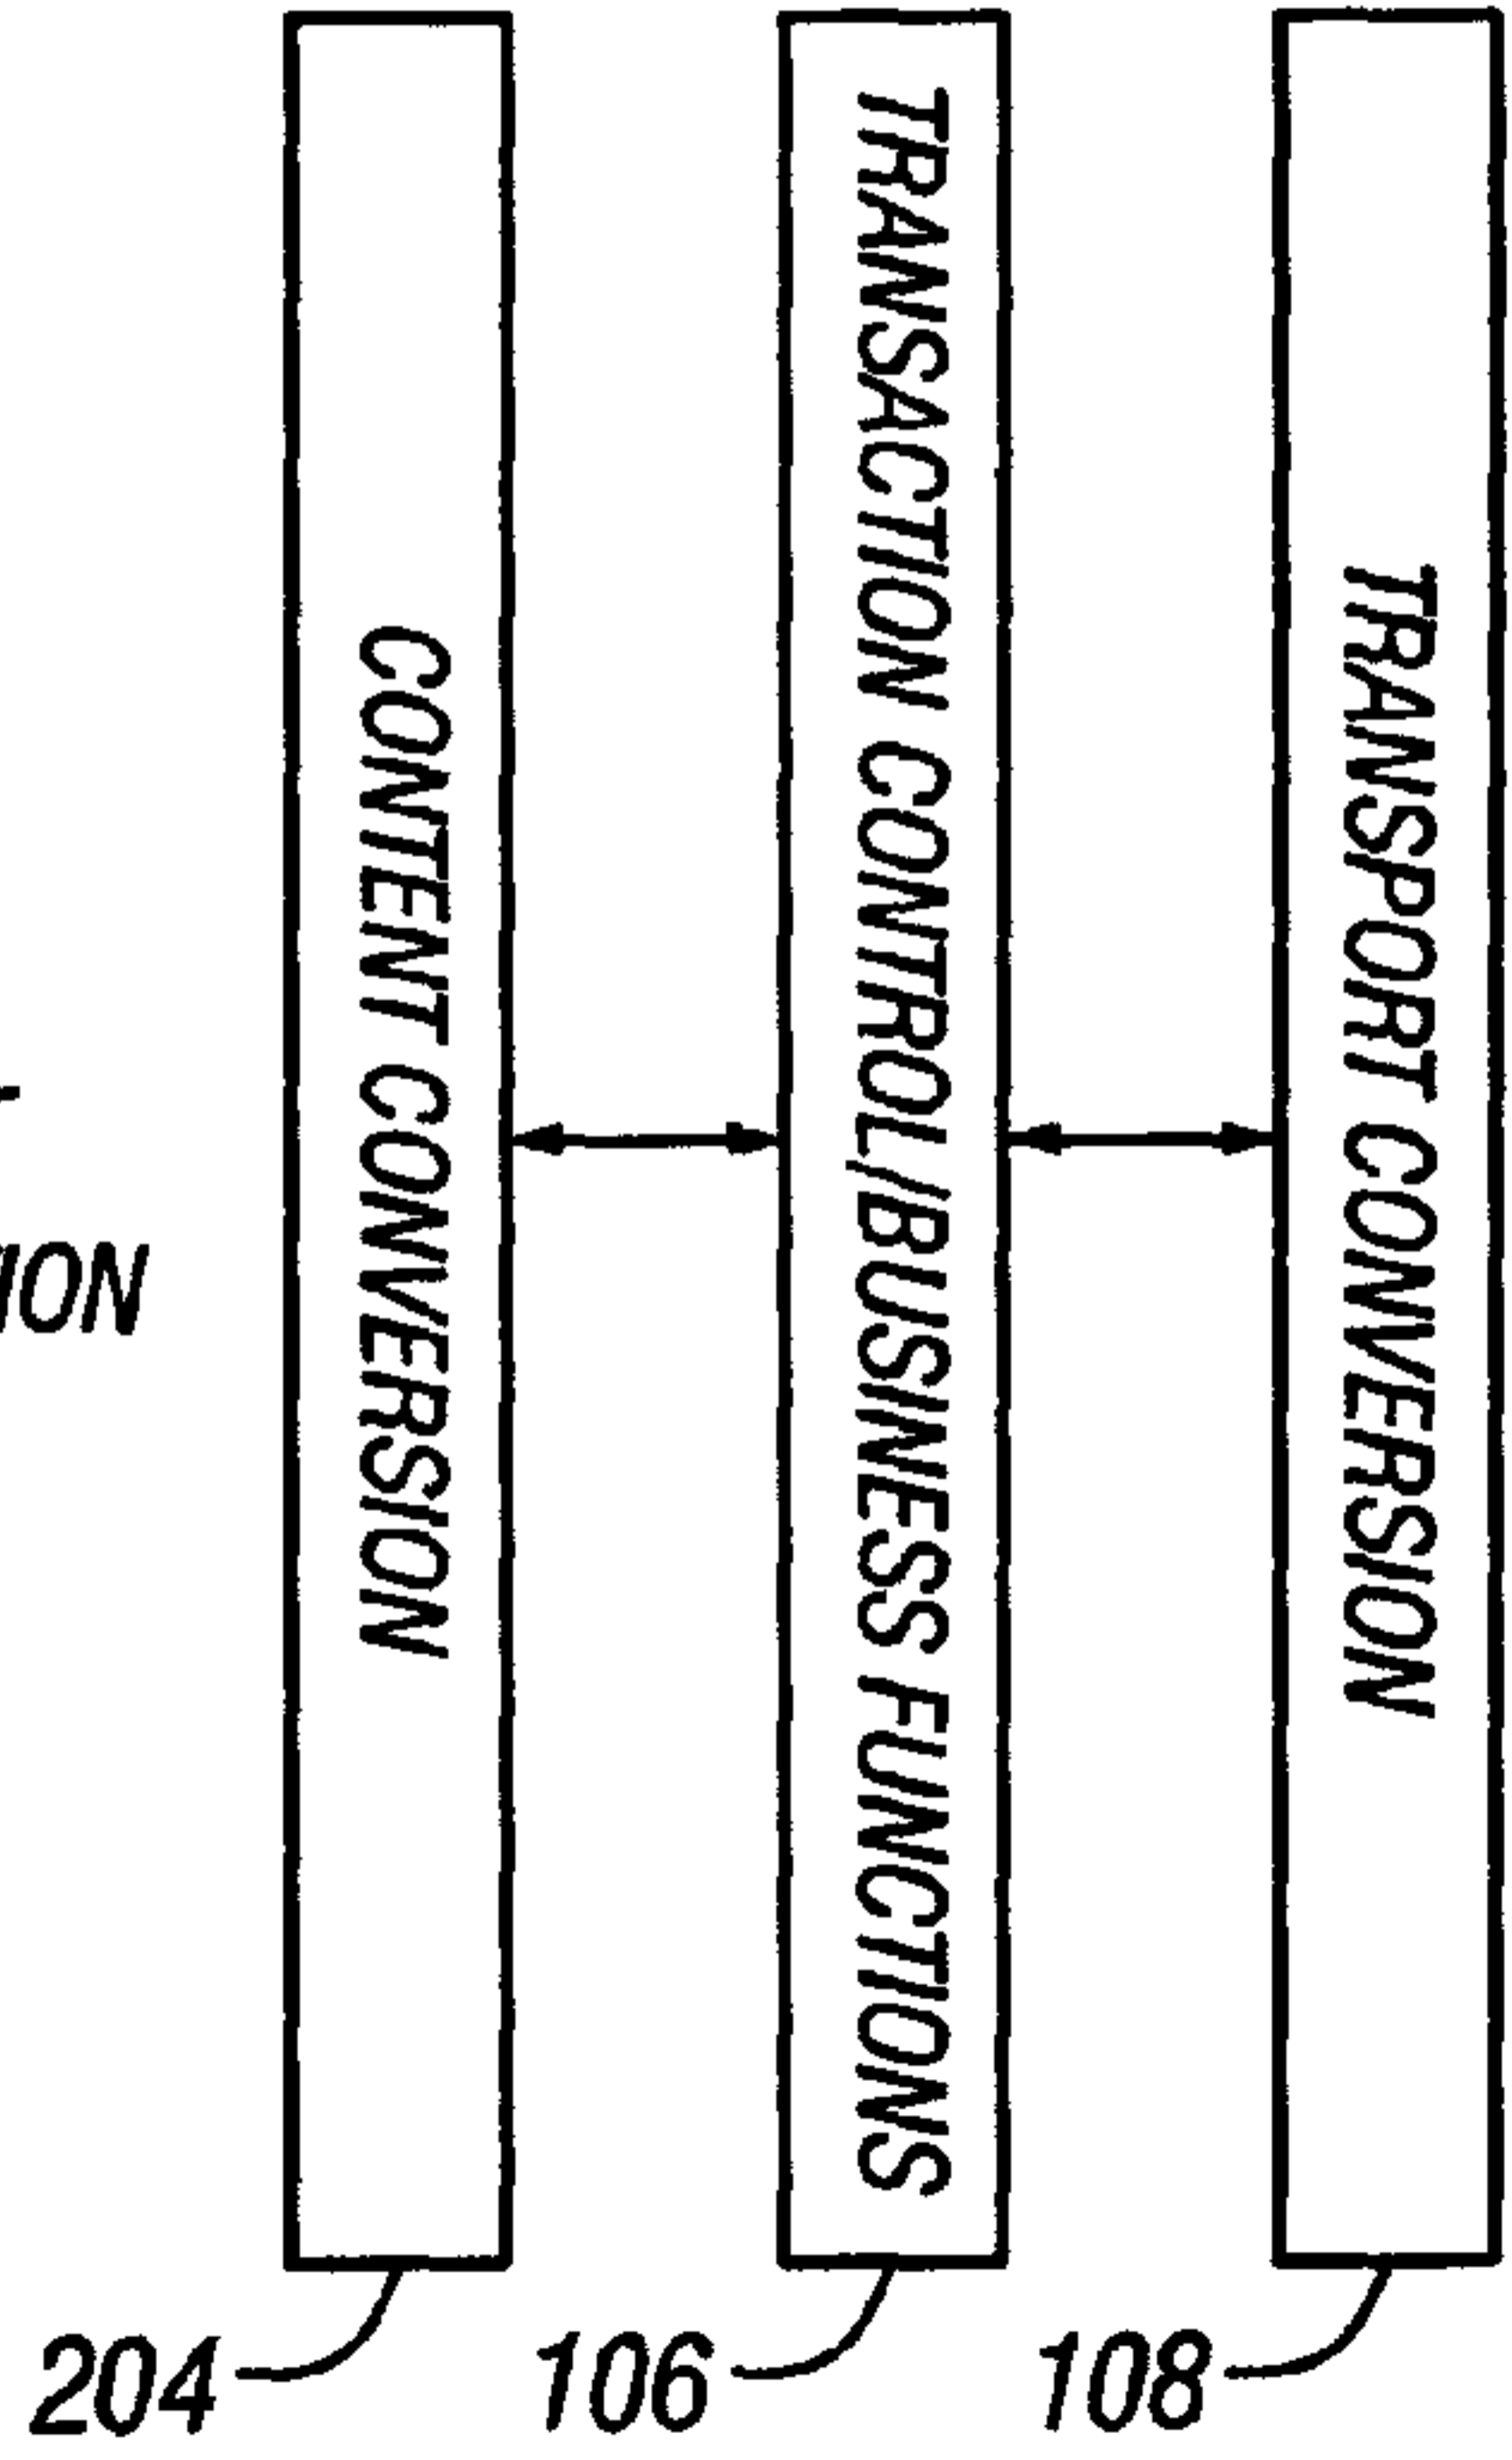 CONTENT CONVERSION
TRANSACTION CONTROL/BUSINESS FUNCTIONS
TRANSPORT CONVERSION
204
106
108